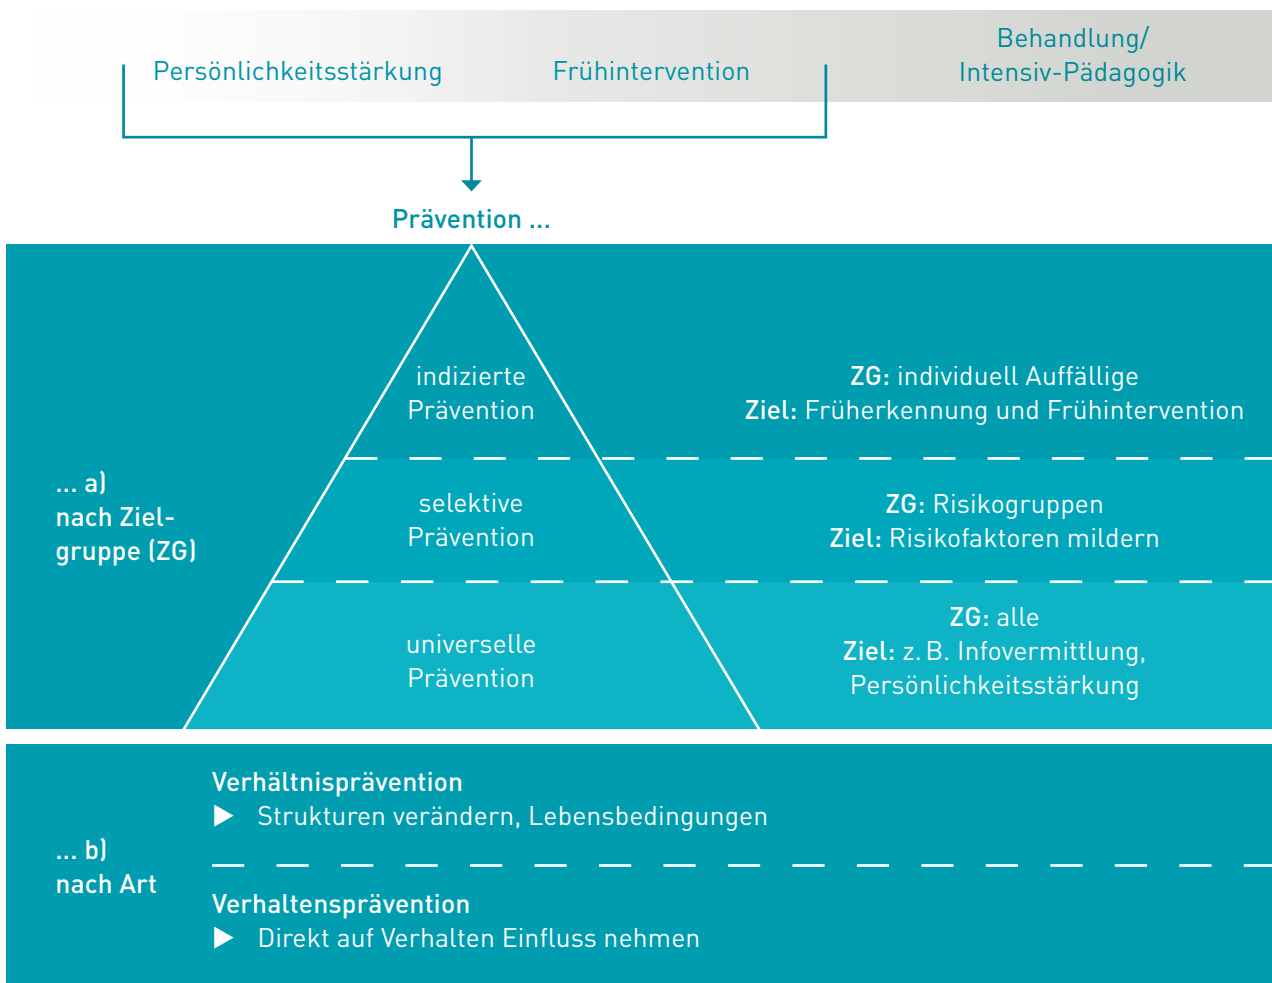 Persönlichkeitsstärkung
Frühintervention
Behandlung/
Intensiv-Pädagogik
Prävention ...
... a)
nach Ziel-
gruppe (ZG)
indizierte
Prävention
ZG: individuell Auffällige
Ziel: Früherkennung und Frühintervention
selektive
Prävention
ZG: Risikogruppen
Ziel: Risikofaktoren mildern
universelle
Prävention
ZG: alle
Ziel: z. B. Infovermittlung,
Persönlichkeitsstärkung
... b)
nach Art
Verhältnisprävention
▶ Strukturen verändern, Lebensbedingungen
Verhaltensprävention
▶ Direkt auf Verhalten Einfluss nehmen